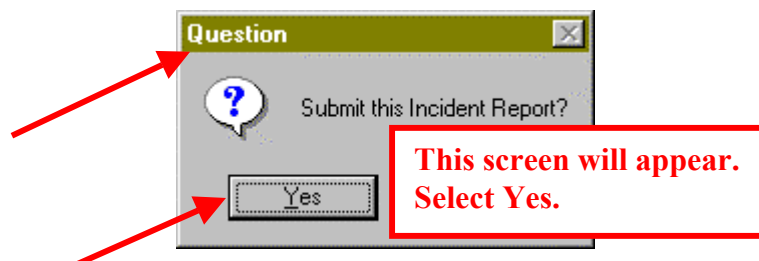 Question
?
Submit this Incident Report?
This screen will appear.
Select Yes.
Yes